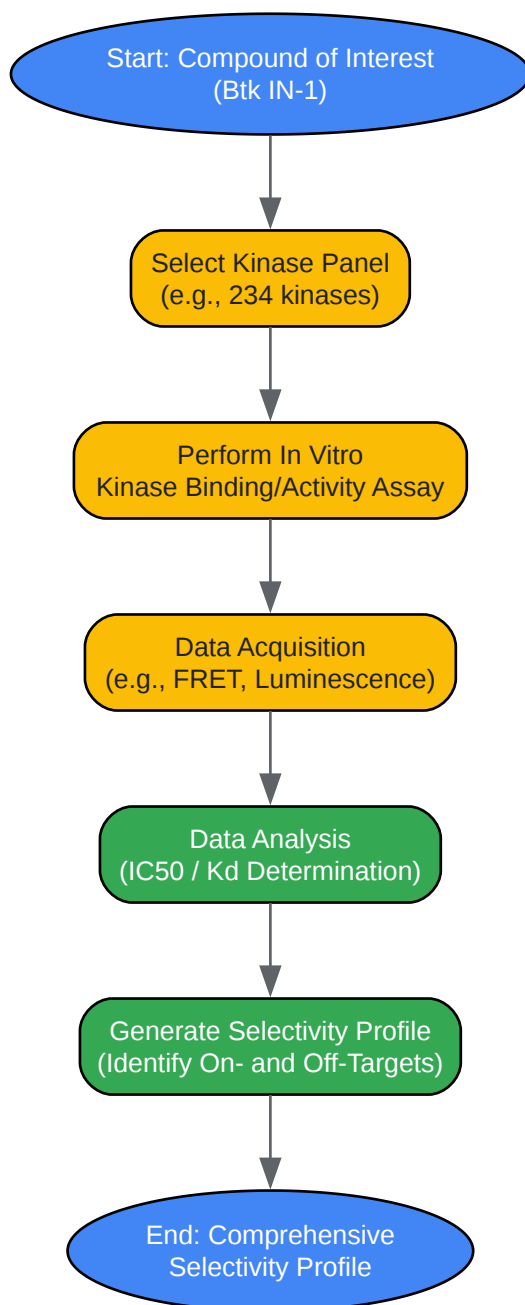 Start: Compound of Interest
(Btk IN-1)
Select Kinase Panel
(e.g., 234 kinases)
Perform In Vitro
Kinase Binding/Activity Assay
Data Acquisition
(e.g., FRET, Luminescence)
Data Analysis
(IC50 / Kd Determination)
Generate Selectivity Profile
(Identify On- and Off-Targets)
End: Comprehensive
Selectivity Profile